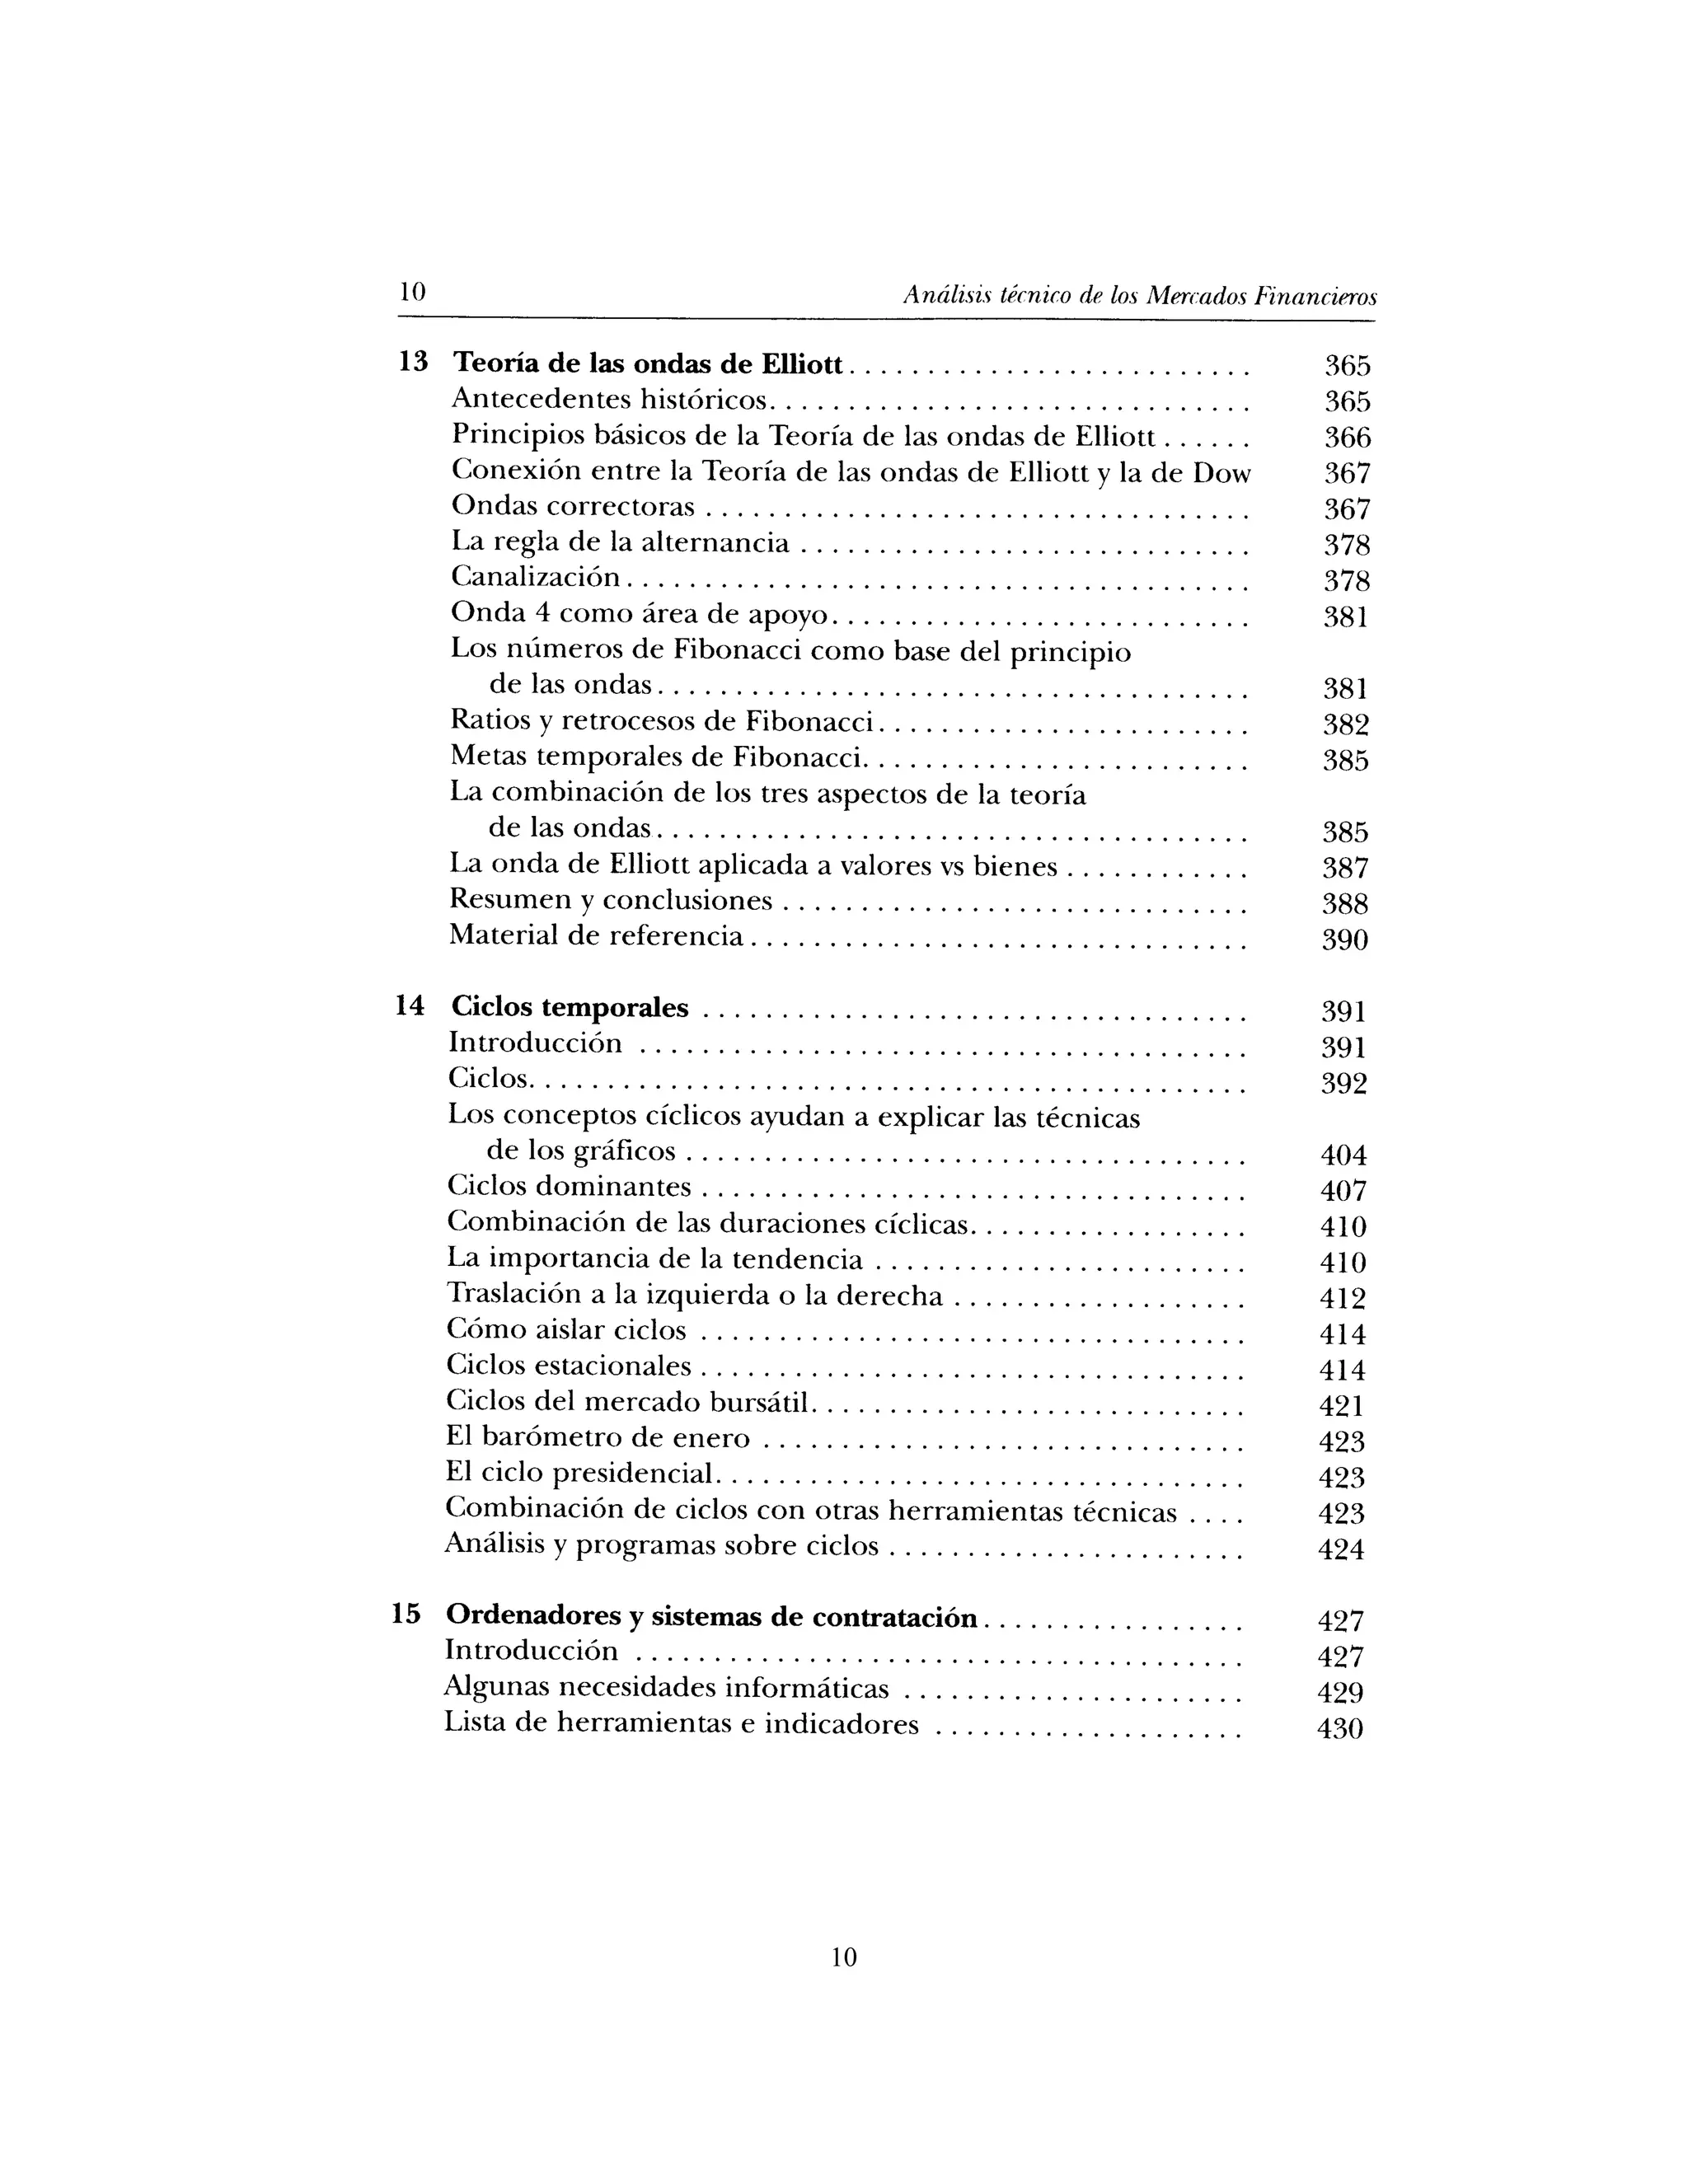 10 Análisis técnico de los Mercados Financieros
13 Teoría de las ondas de Elliott. . . . . . . . . . . . . . . . . . . . . . . . . . 365
Antecedentes históricos. . . . . . . . . . . . . . . . . . . . . . . . . . . . . . . 365
Principios básicos de la Teoría de las ondas de Elliott . . . . . . 366
Conexión entre la Teoría de las ondas de Elliott y la de Dow 367
Ondas correctoras . . . . . . . . . . . . . . . . . . . . . . . . . . . . . . . . . . . 367
La regla de la alternancia . . . . . . . . . . . . . . . . . . . . . . . . . . . . . 378
Canalización . . . . . . . . . . . . . . . . . . . . . . . . . . . . . . . . . . . . . . . . 378
Onda 4 como área de apoyo. . . . . . . . . . . . . . . . . . . . . . . . . . . 381
Los números de Fibonacci como base del principio
de las ondas. . . . . . . . . . . . . . . . . . . . . . . . . . . . . . . . . . . . . . 381
Ratios y retrocesos de Fibonacci. . . . . . . . . . . . . . . . . . . . . . . . 382
Metas temporales de Fibonacci. . . . . . . . . . . . . . . . . . . . . . . . . 385
La combinación de los tres aspectos de la teoría
de las ondas. . . . . . . . . . . . . . . . . . . . . . . . . . . . . . . . . . . . . . 385
La onda de Elliott aplicada a valores vs bienes . . . . . . . . . . . . 387
Resumen y conclusiones . . . . . . . . . . . . . . . . . . . . . . . . . . . . . . 388
Material de referencia . . . . . . . . . . . . . . . . . . . . . . . . . . . . . . . . 390
14 Ciclos temporales . . . . . . . . . . . . . . . . . . . . . . . . . . . . . . . . . . . 391
Introducción . . . . . . . . . . . . . . . . . . . . . . . . . . . . . . . . . . . . . . . 391
Ciclos. . . . . . . . . . . . . . . . . . . . . . . . . . . . . . . . . . . . . . . . . . . . . . 392
Los conceptos cíclicos ayudan a explicar las técnicas
de los gráficos . . . . . . . . . . . . . . . . . . . . . . . . . . . . . . . . . . . . 404
Ciclos dominantes . . . . . . . . . . . . . . . . . . . . . . . . . . . . . . . . . . . 407
Combinación de las duraciones cíclicas. . . . . . . . . . . . . . . . . . 410
La importancia de la tendencia . . . . . . . . . . . . . . . . . . . . . . . . 410
Traslación a la izquierda o la derecha . . . . . . . . . . . . . . . . . . . 412
Cómo aislar ciclos . . . . . . . . . . . . . . . . . . . . . . . . . . . . . . . . . . . 414
Ciclos estacionales . . . . . . . . . . . . . . . . . . . . . . . . . . . . . . . . . . . 414
Ciclos del mercado bursátil. . . . . . . . . . . . . . . . . . . . . . . . . . . . 421
El barómetro de enero . . . . . . . . . . . . . . . . . . . . . . . . . . . . . . . 423
El ciclo presidencial. . . . . . . . . . . . . . . . . . . . . . . . . . . . . . . . . . 423
Combinación de ciclos con otras herramientas técnicas . . . . 423
Análisis y programas sobre ciclos . . . . . . . . . . . . . . . . . . . . . . . 424
15 Ordenadores y sistemas de contratación. . . . . . . . . . . . . . . . . 427
Introducción . . . . . . . . . . . . . . . . . . . . . . . . . . . . . . . . . . . . . . . 427
Algunas necesidades informáticas . . . . . . . . . . . . . . . . . . . . . . 429
Lista de herramientas e indicadores . . . . . . . . . . . . . . . . . . . . 430
10